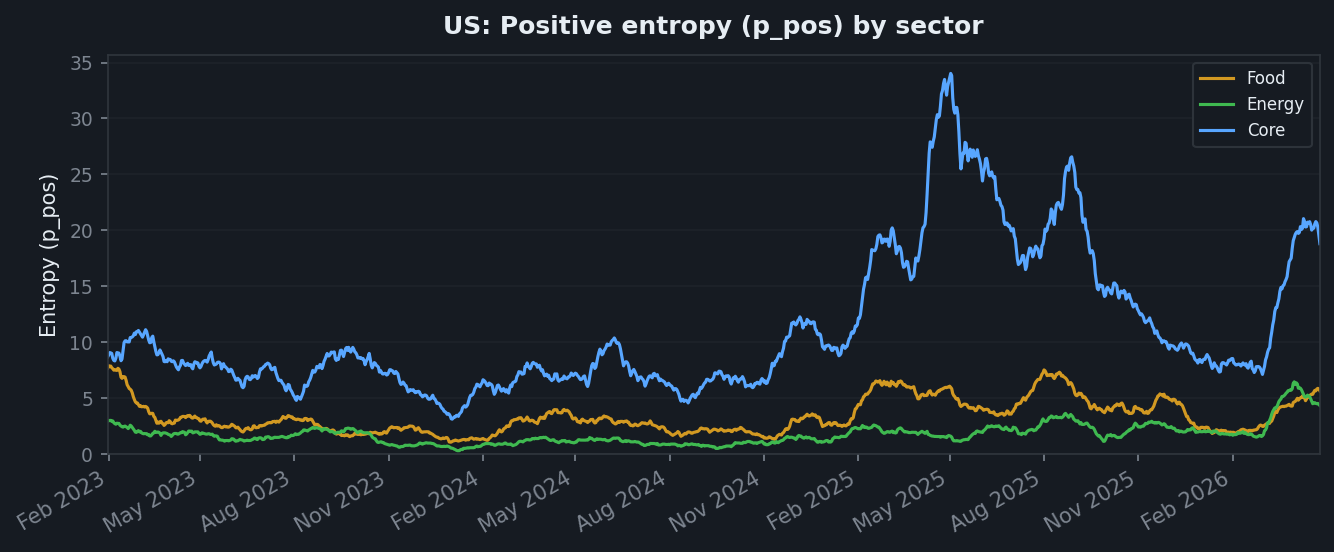 US: Positive entropy (p_pos) by sector
Entropy (p_pos)
35
30
25
20
15
10
5
0
Food
Energy
Core
Feb 2023
May 2023
Aug 2023
Nov 2023
Feb 2024
May 2024
Aug 2024
Nov 2024
Feb 2025
May 2025
Aug 2025
Nov 2025
Feb 2026